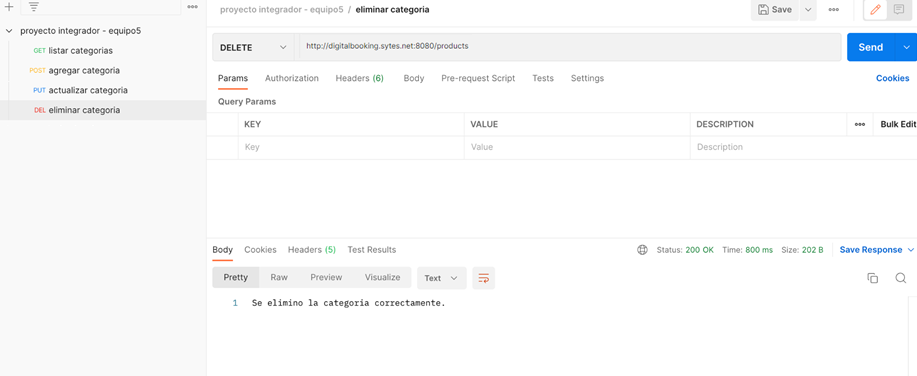 proyecto integrador - equipo5 / eliminar categoria
Save
proyecto integrador - equipo5
GET listar categorias
POST agregar categoria
PUT actualizar categoria
DEL eliminar categoria
DELETE http://digitalbooking.sytes.net:8080/products Send
Params Authorization Headers (6) Body Pre-request Script Tests Settings Cookies
Query Params
KEY VALUE DESCRIPTION Bulk Edit
Key Value Description
Body Cookies Headers (5) Test Results Status: 200 OK Time: 800 ms Size: 202 B Save Response
Pretty Raw Preview Visualize Text
1 Se elimino la categoria correctamente.